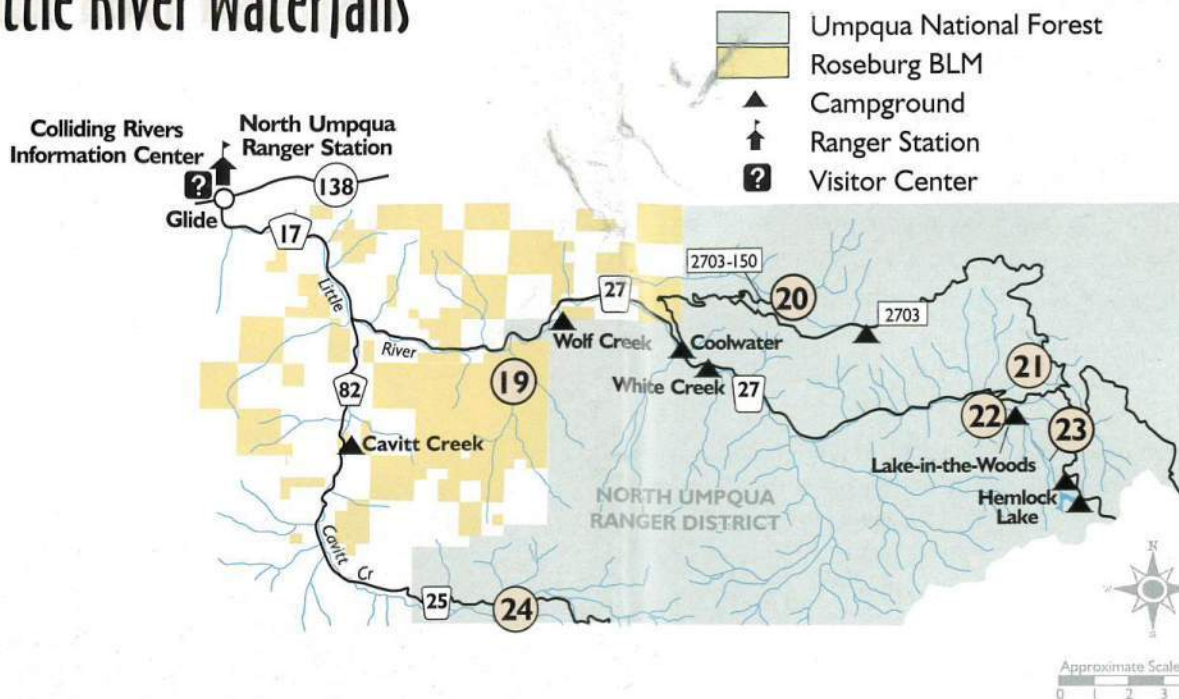 ttle River Waterfalls
Umpqua National Forest
Roseburg BLM
Campground
Ranger Station
? Visitor Center
Colliding Rivers
Information Center
North Umpqua
Ranger Station
?
138
Glide
17
Little
River
82
Cavitt Creek
Cavitt
Cr
25
24
19
Wolf Creek
27
2703-150
20
2703
Coolwater
White Creek
27
21
22
23
Lake-in-the-Woods
Hemlock
Lake
NORTH UMPQUA
RANGER DISTRICT
N
W
S
Approximate Scale
0 1 2 3